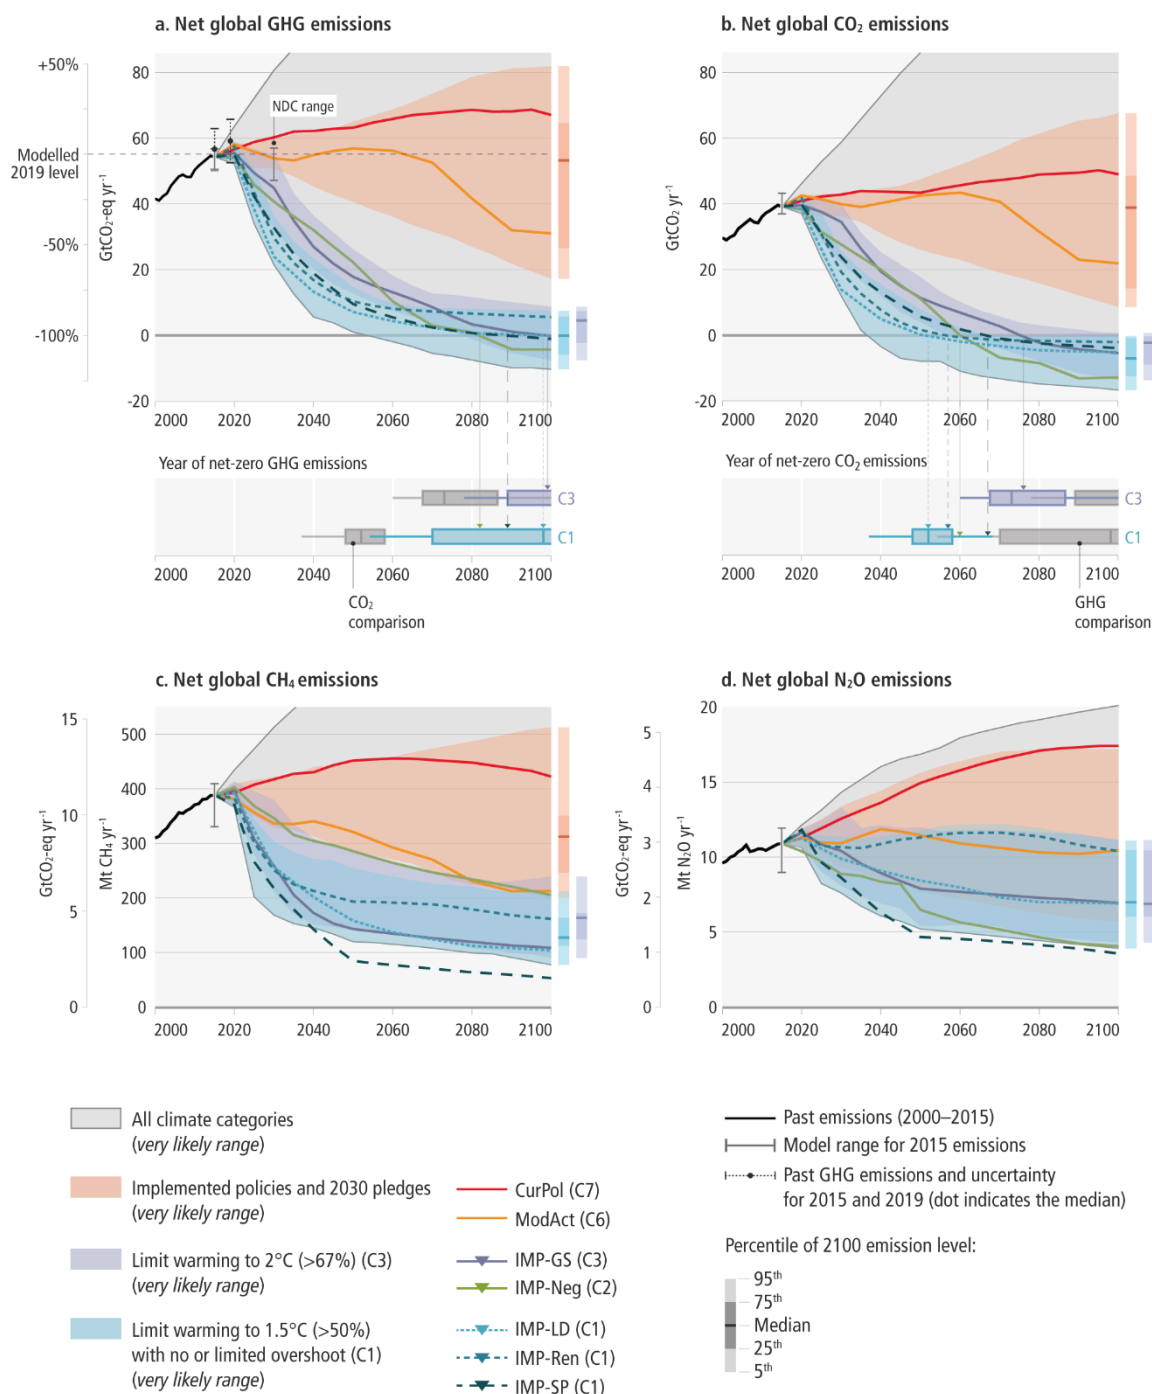 a. Net global GHG emissions
+50%
Modelled
2019 level
-50%
-100%
GtCO₂-eq yr⁻¹
80
60
40
20
0
-20
NDC range
2000 2020 2040 2060 2080 2100
Year of net-zero GHG emissions
C3
C1
2000 2020 2040 2060 2080 2100
CO₂
comparison
b. Net global CO₂ emissions
GtCO₂ yr⁻¹
80
60
40
20
0
-20
2000 2020 2040 2060 2080 2100
Year of net-zero CO₂ emissions
C3
C1
2000 2020 2040 2060 2080 2100
GHG
comparison
c. Net global CH₄ emissions
GtCO₂-eq yr⁻¹
15
10
5
0
Mt CH₄ yr⁻¹
500
400
300
200
100
0
2000 2020 2040 2060 2080 2100
d. Net global N₂O emissions
GtCO₂-eq yr⁻¹
5
4
3
2
1
0
Mt N₂O yr⁻¹
20
15
10
5
0
2000 2020 2040 2060 2080 2100
All climate categories
(very likely range)
Implemented policies and 2030 pledges
(very likely range)
Limit warming to 2°C (>67%) (C3)
(very likely range)
Limit warming to 1.5°C (>50%)
with no or limited overshoot (C1)
(very likely range)
CurPol (C7)
ModAct (C6)
IMP-GS (C3)
IMP-Neg (C2)
IMP-LD (C1)
IMP-Ren (C1)
IMP-SP (C1)
Past emissions (2000–2015)
Model range for 2015 emissions
Past GHG emissions and uncertainty
for 2015 and 2019 (dot indicates the median)
Percentile of 2100 emission level:
95th
75th
Median
25th
5th